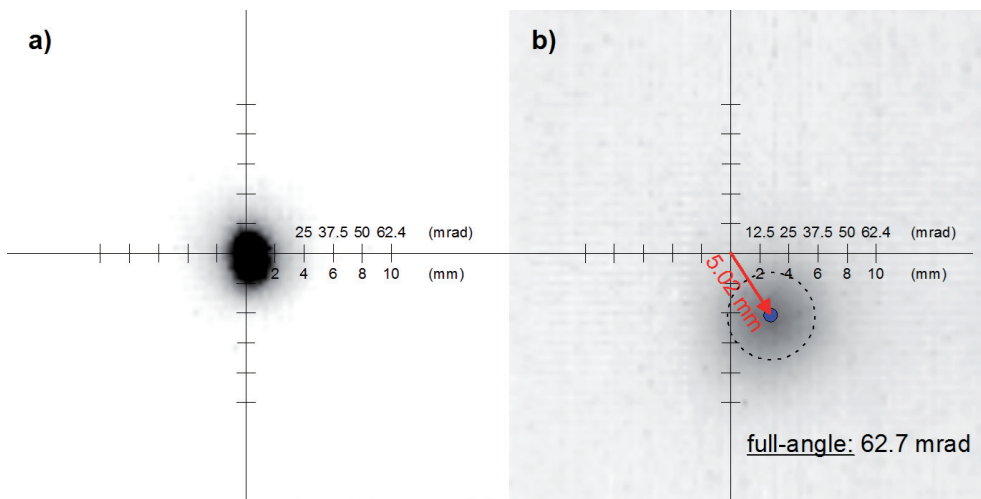 a)
25 37.5 50 62.4 (mrad)
2 4 6 8 10 (mm)
b)
12.5 25 37.5 50 62.4 (mrad)
2 4 6 8 10 (mm)
5.02 mm
full-angle: 62.7 mrad